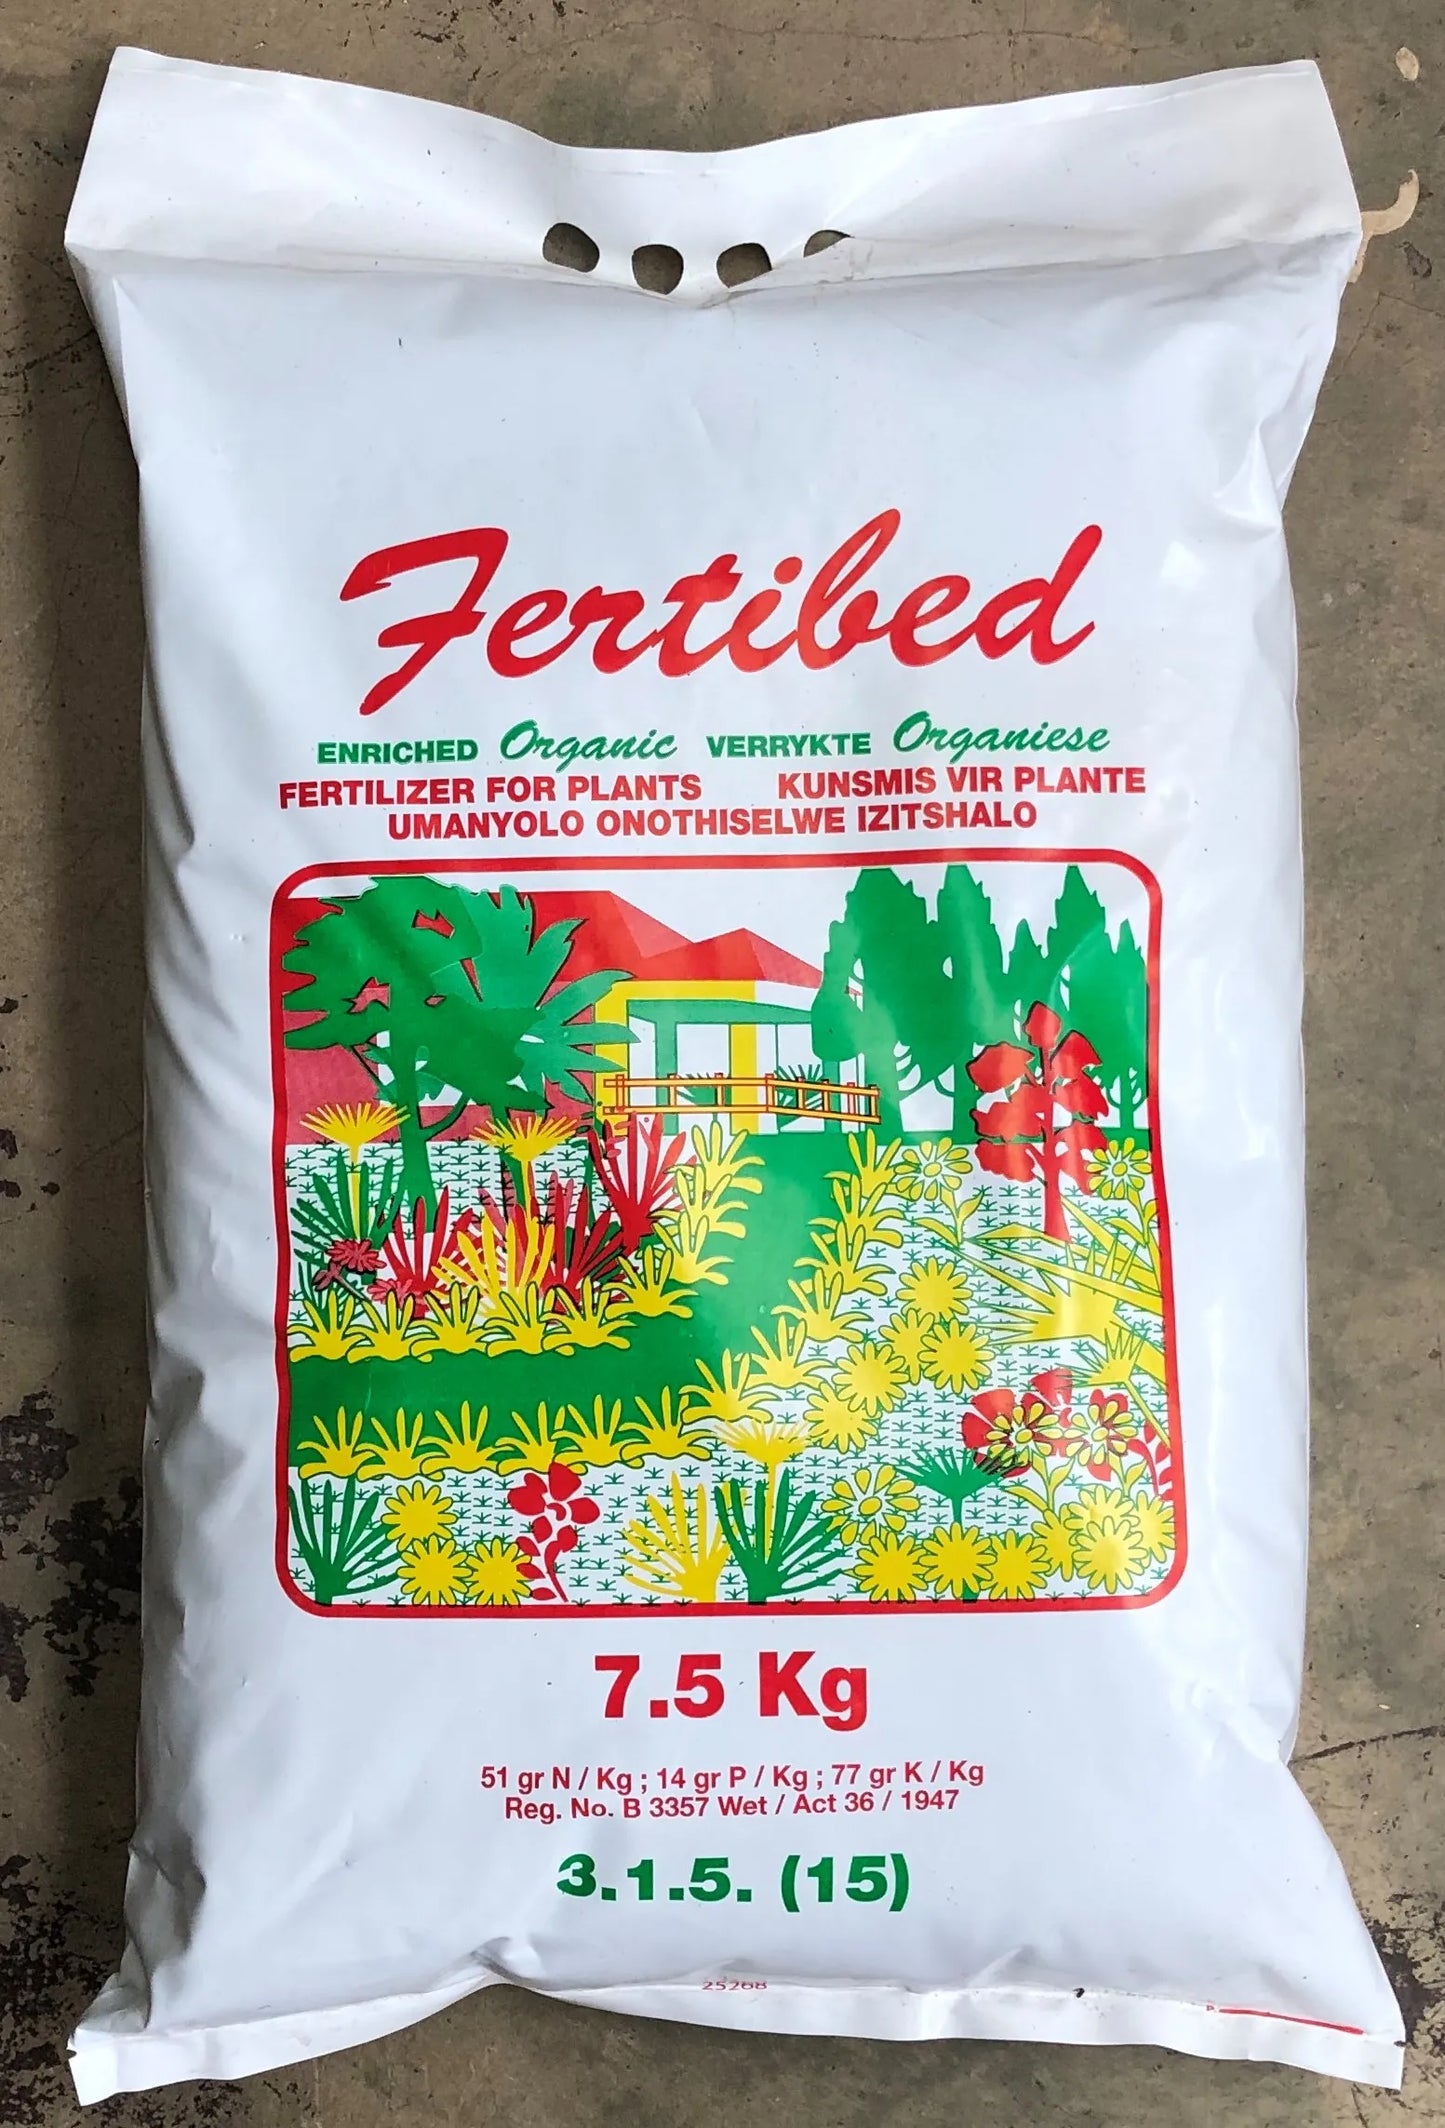 Fertibed
ENRICHED Organic VERRYKTE Organiese
FERTILIZER FOR PLANTS KUNSMIS VIR PLANTE
UMANYOLO ONOTHISELWE IZITSHALO
7.5 Kg
51 gr N / Kg ; 14 gr P / Kg ; 77 gr K / Kg
Reg. No. B 3357 Wet / Act 36 / 1947
3.1.5. (15)